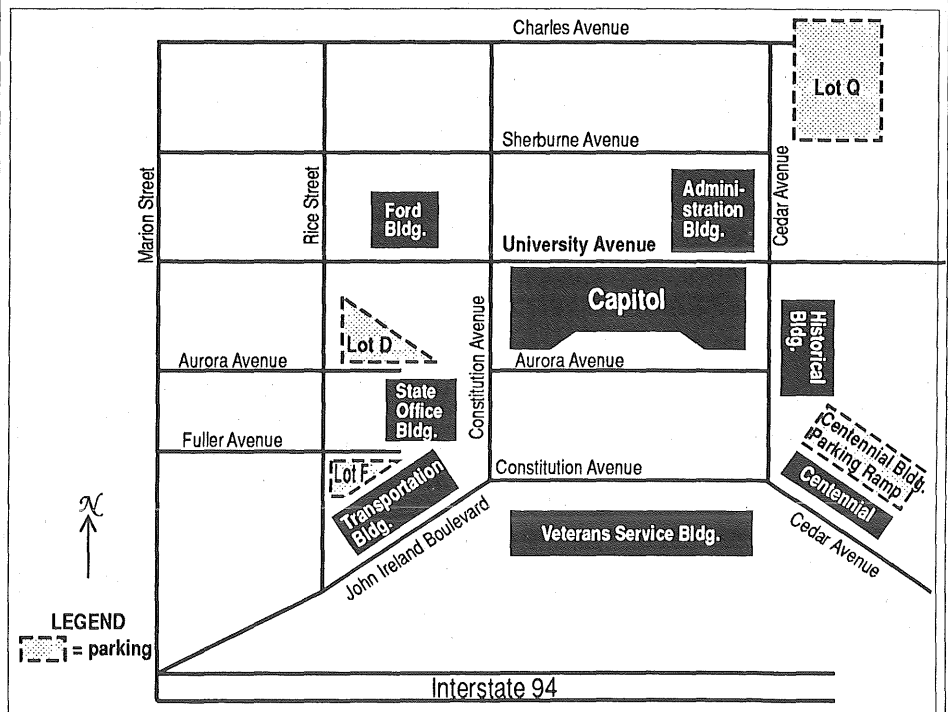 Charles Avenue
Lot Q
Sherburne Avenue
Marion Street
Rice Street
Ford
Bldg.
Admini-
stration
Bldg.
Cedar Avenue
University Avenue
Capitol
Historical
Bldg.
Lot D
Constitution Avenue
Aurora Avenue
Aurora Avenue
State
Office
Bldg.
Fuller Avenue
Centennial Bldg.
Parking Ramp
Centennial
Lot F
Constitution Avenue
Transportation
Bldg.
Veterans Service Bldg.
Cedar Avenue
John Ireland Boulevard
N
LEGEND
= parking
Interstate 94